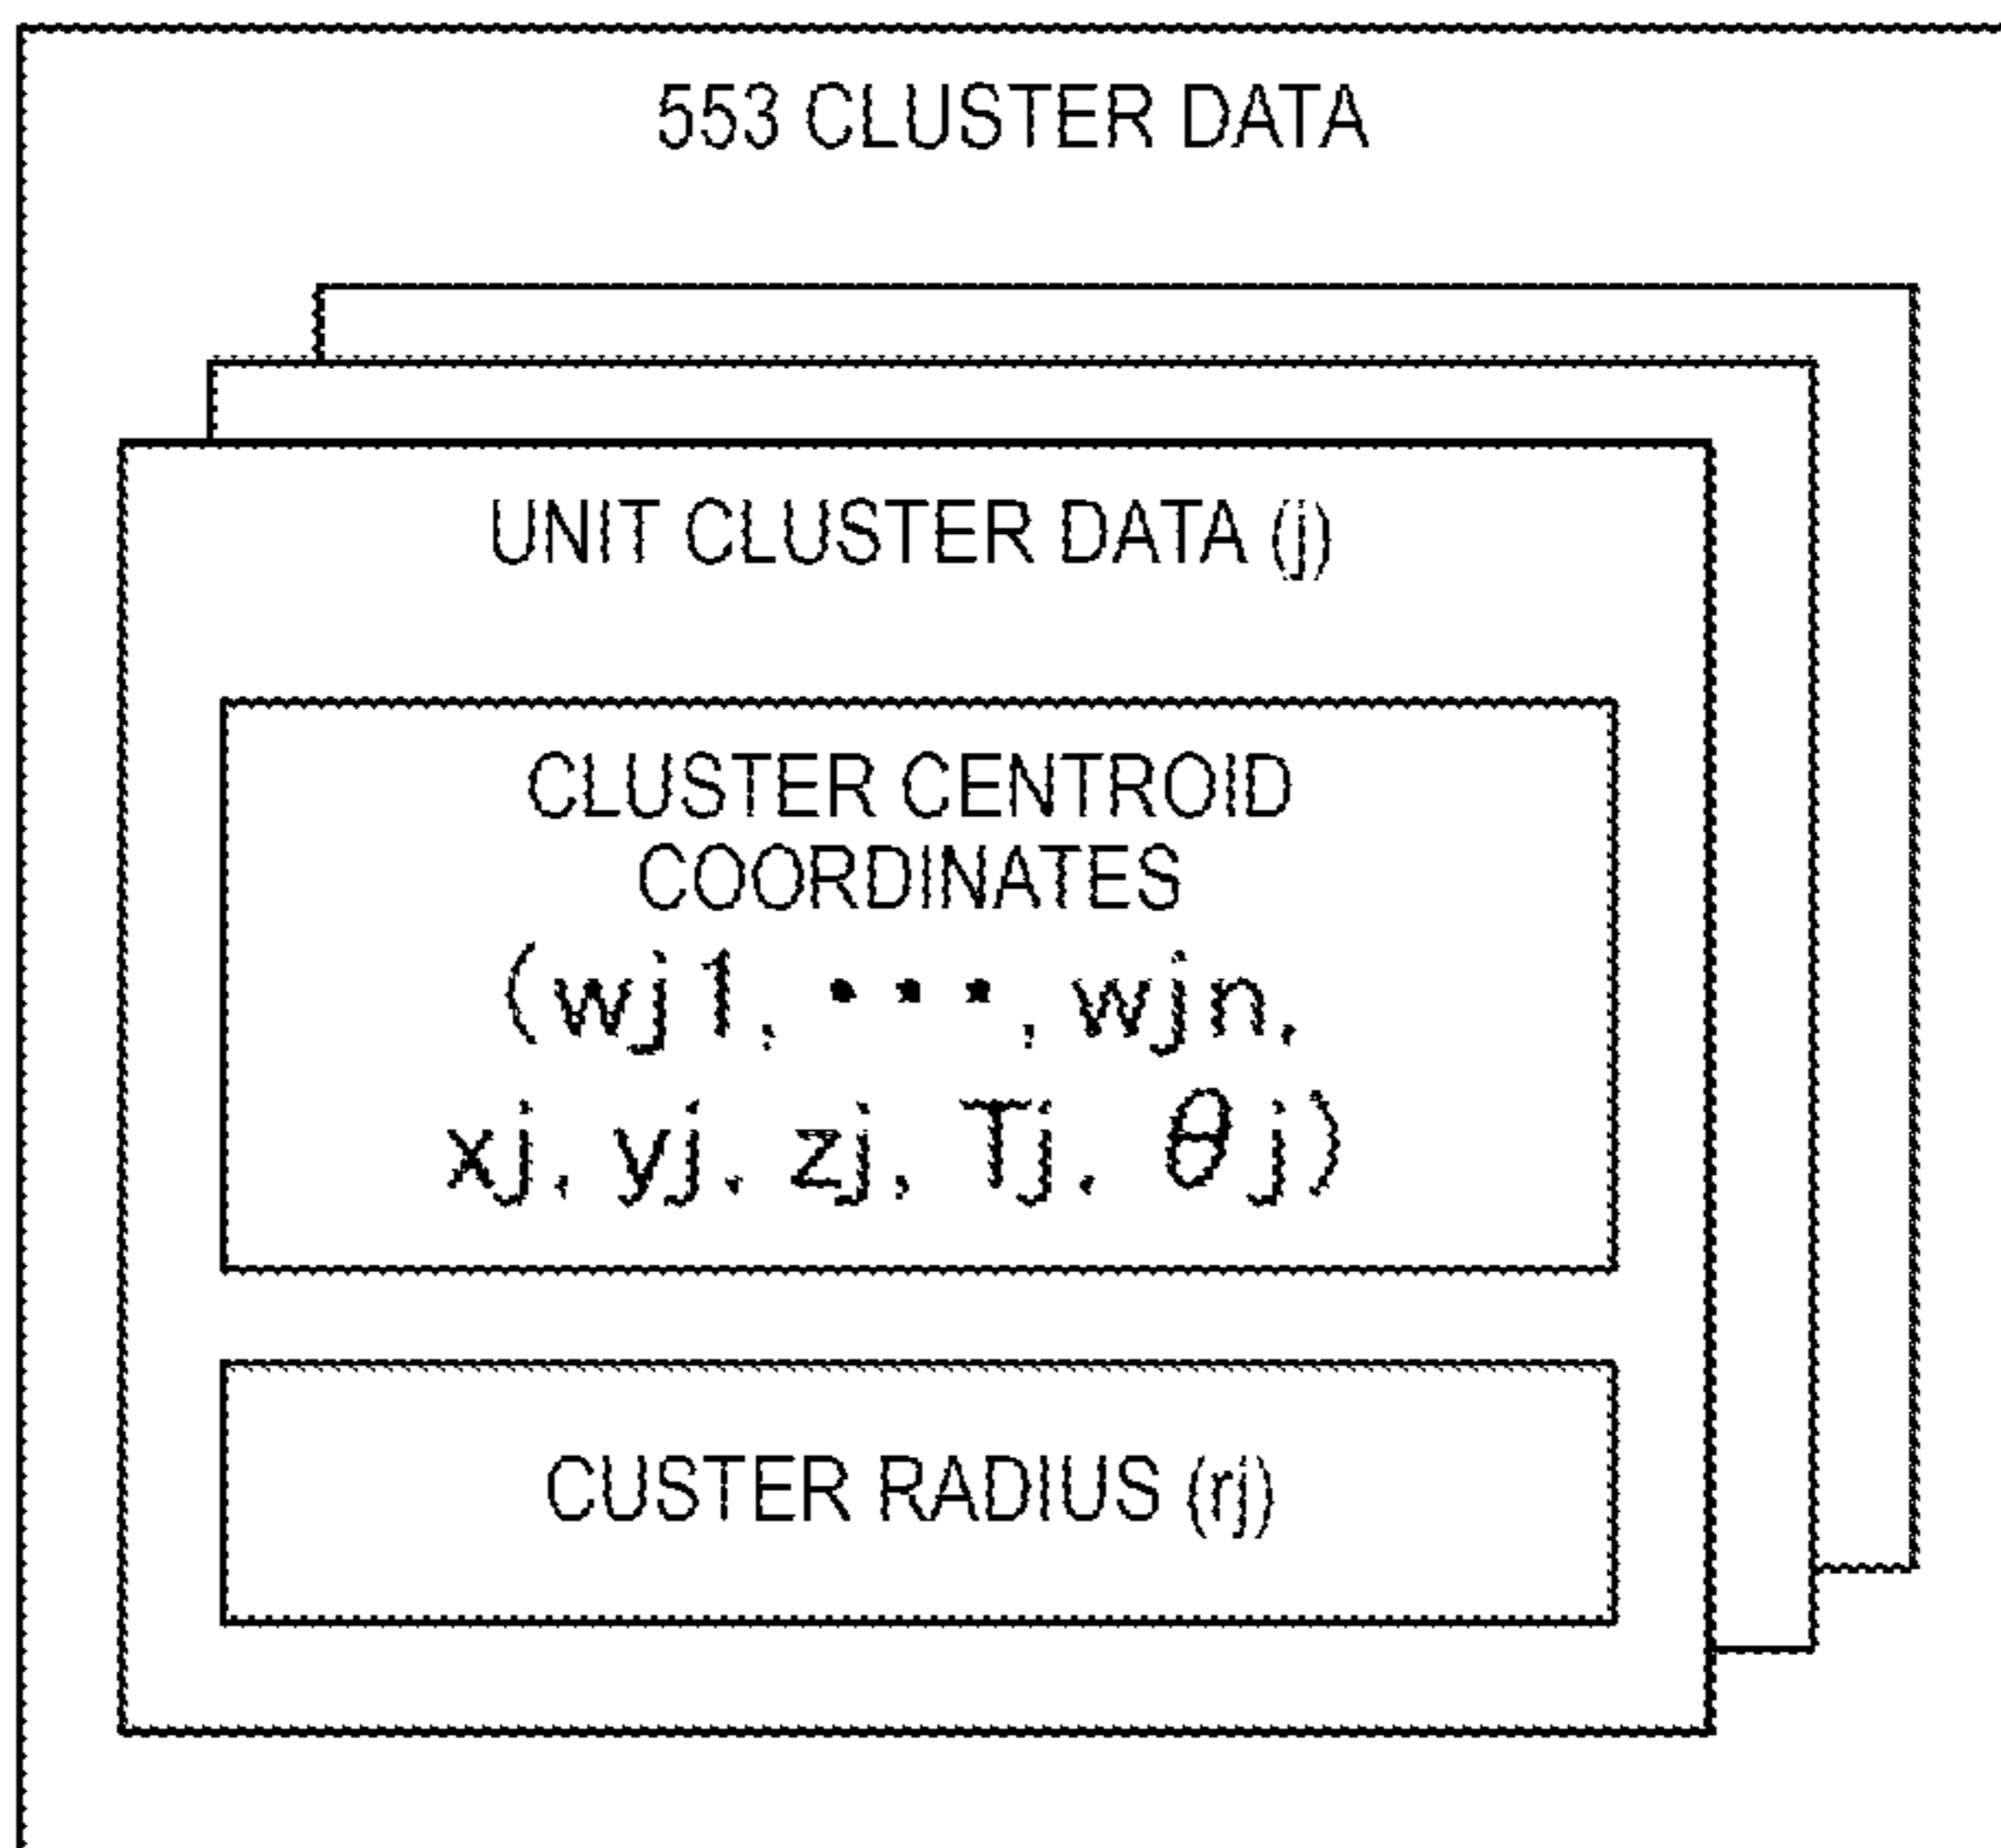 553 CLUSTER DATA
UNIT CLUSTER DATA (j)
CLUSTER CENTROID
COORDINATES
(wj1, ･･･, wjn,
xj, yj, zj, Tj, θj)
CUSTER RADIUS (rj)